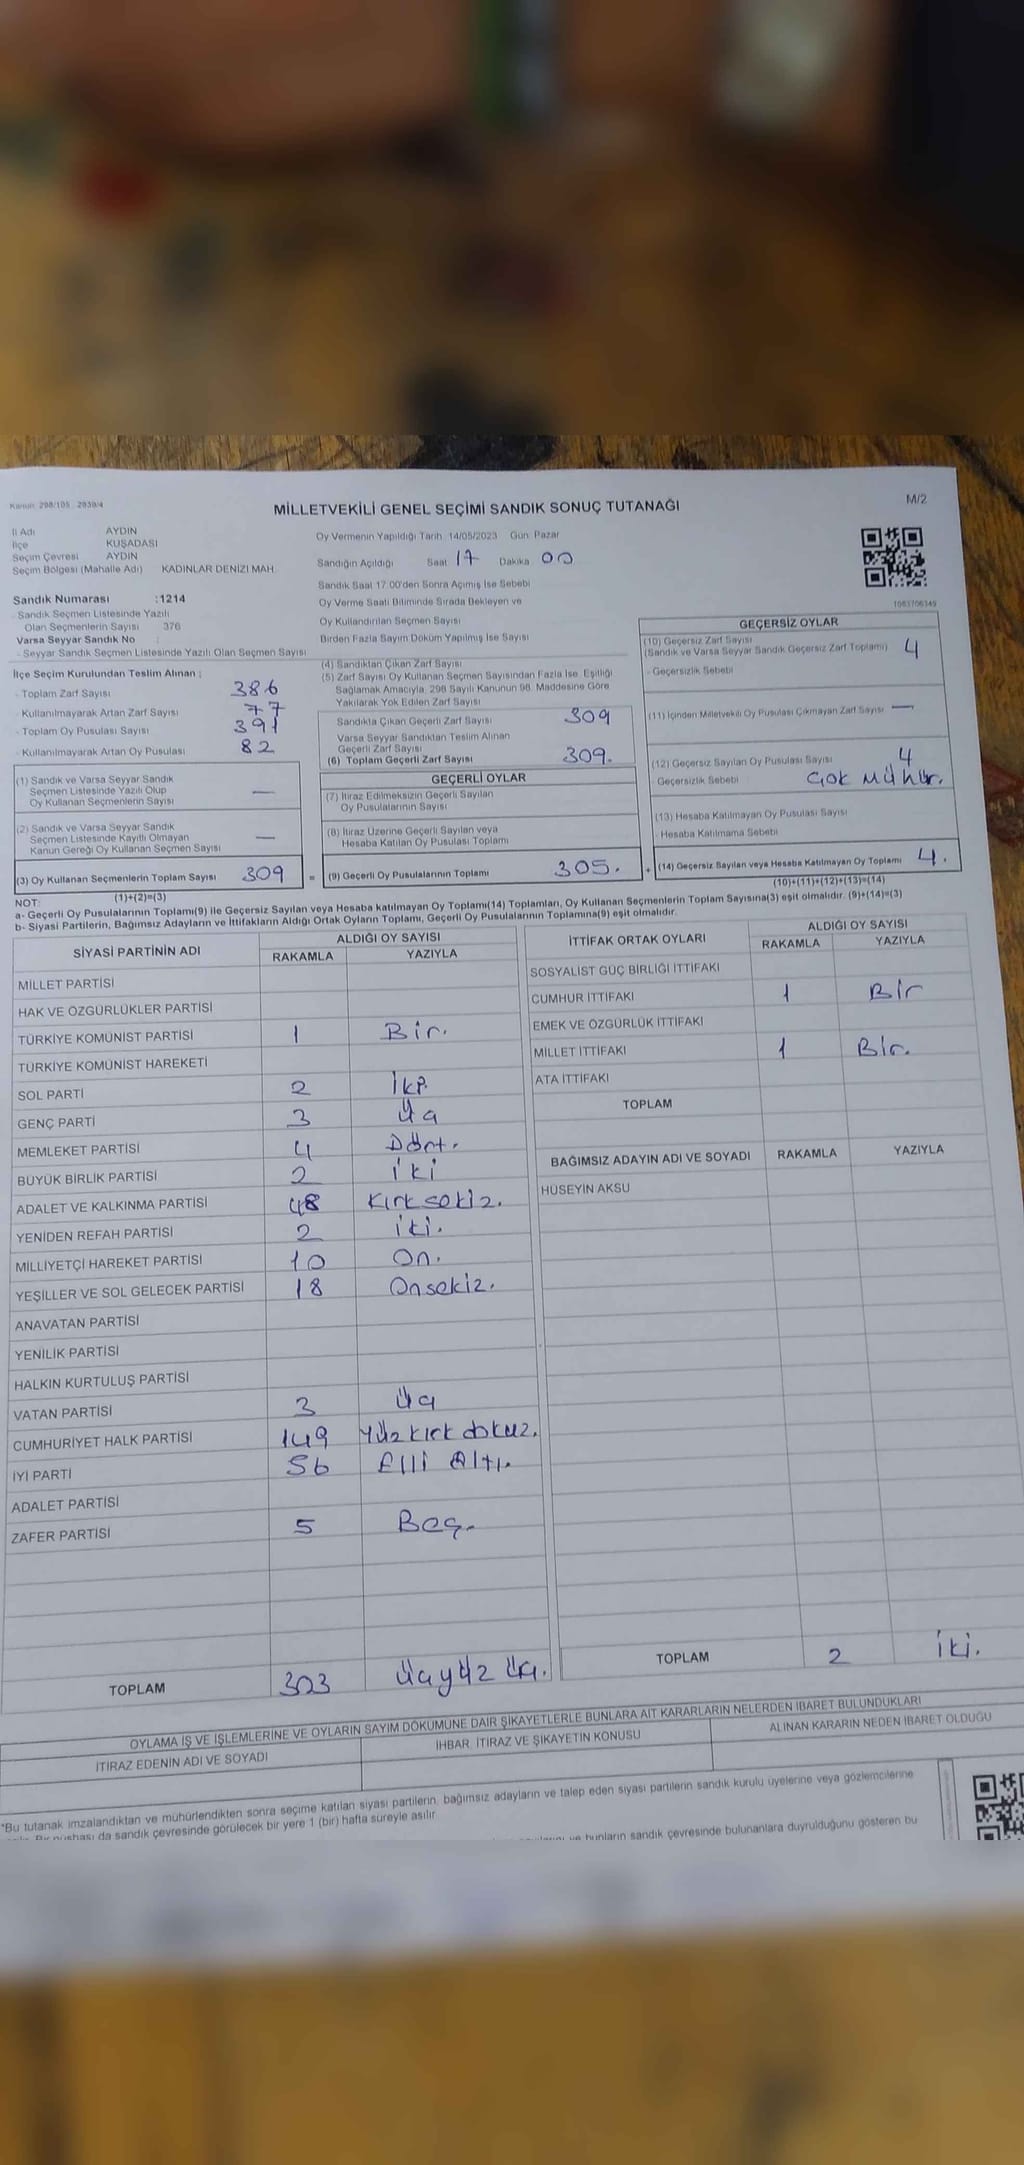 Kanun: 298/105 2839/4
MİLLETVEKİLİ GENEL SEÇİMİ SANDIK SONUÇ TUTANAĞI
M/2
İl Adı AYDIN
İlçe KUŞADASI
Seçim Çevresi AYDIN
Seçim Bölgesi (Mahalle Adı) KADINLAR DENİZİ MAH.
Oy Vermenin Yapıldığı Tarih 14/05/2023 Gün: Pazar
Sandığın Açıldığı Saat 17 Dakika 00
Sandık Saat 17:00'den Sonra Açımış İse Sebebi
Oy Verme Saati Bitiminde Sırada Bekleyen ve
Oy Kullandırılan Seçmen Sayısı
Birden Fazla Sayım Döküm Yapılmış İse Sayısı
1063706349
Sandık Numarası :1214
- Sandık Seçmen Listesinde Yazılı
Olan Seçmenlerin Sayısı 376
Varsa Seyyar Sandık No :
- Seyyar Sandık Seçmen Listesinde Yazılı Olan Seçmen Sayısı
İlçe Seçim Kurulundan Teslim Alınan ;
- Toplam Zarf Sayısı 386
- Kullanılmayarak Artan Zarf Sayısı 77
- Toplam Oy Pusulası Sayısı 391
- Kullanılmayarak Artan Oy Pusulası 82
(1) Sandık ve Varsa Seyyar Sandık
Seçmen Listesinde Yazılı Olup
Oy Kullanan Seçmenlerin Sayısı —
(2) Sandık ve Varsa Seyyar Sandık
Seçmen Listesinde Kayıtlı Olmayan
Kanun Gereği Oy Kullanan Seçmen Sayısı —
(3) Oy Kullanan Seçmenlerin Toplam Sayısı 309
(1)+(2)=(3)
(4) Sandıktan Çıkan Zarf Sayısı
(5) Zarf Sayısı Oy Kullanan Seçmen Sayısından Fazla İse, Eşitliği
Sağlamak Amacıyla, 298 Sayılı Kanunun 98. Maddesine Göre
Yakılarak Yok Edilen Zarf Sayısı
Sandıkta Çıkan Geçerli Zarf Sayısı 309
Varsa Seyyar Sandıktan Teslim Alınan
Geçerli Zarf Sayısı
(6) Toplam Geçerli Zarf Sayısı 309.
GEÇERLİ OYLAR
(7) İtiraz Edilmeksizin Geçerli Sayılan
Oy Pusulalarının Sayısı
(8) İtiraz Üzerine Geçerli Sayılan veya
Hesaba Katılan Oy Pusulası Toplamı
= (9) Geçerli Oy Pusulalarının Toplamı 305. +
GEÇERSİZ OYLAR
(10) Geçersiz Zarf Sayısı
(Sandık ve Varsa Seyyar Sandık Geçersiz Zarf Toplamı) 4
- Geçersizlik Sebebi
(11) İçinden Milletvekili Oy Pusulası Çıkmayan Zarf Sayısı —
(12) Geçersiz Sayılan Oy Pusulası Sayısı 4
- Geçersizlik Sebebi Çok Mühür.
(13) Hesaba Katılmayan Oy Pusulası Sayısı
- Hesaba Katılmama Sebebi
(14) Geçersiz Sayılan veya Hesaba Katılmayan Oy Toplamı 4.
(10)+(11)+(12)+(13)=(14)
NOT:
a- Geçerli Oy Pusulalarının Toplamı(9) ile Geçersiz Sayılan veya Hesaba katılmayan Oy Toplamı(14) Toplamları, Oy Kullanan Seçmenlerin Toplam Sayısına(3) eşit olmalıdır. (9)+(14)=(3)
b- Siyasi Partilerin, Bağımsız Adayların ve İttifakların Aldığı Ortak Oyların Toplamı, Geçerli Oy Pusulalarının Toplamına(9) eşit olmalıdır.
SİYASİ PARTİNİN ADI ALDIĞI OY SAYISI
RAKAMLA YAZIYLA
MİLLET PARTİSİ
HAK VE ÖZGÜRLÜKLER PARTİSİ
TÜRKİYE KOMÜNİST PARTİSİ 1 Bir.
TÜRKİYE KOMÜNİST HAREKETİ
SOL PARTİ 2 İki
GENÇ PARTİ 3 Üç
MEMLEKET PARTİSİ 4 Dört.
BÜYÜK BİRLİK PARTİSİ 2 İki
ADALET VE KALKINMA PARTİSİ 48 Kırksekiz.
YENİDEN REFAH PARTİSİ 2 İki.
MİLLİYETÇİ HAREKET PARTİSİ 10 On.
YEŞİLLER VE SOL GELECEK PARTİSİ 18 Onsekiz.
ANAVATAN PARTİSİ
YENİLİK PARTİSİ
HALKIN KURTULUŞ PARTİSİ
VATAN PARTİSİ 3 Üç
CUMHURİYET HALK PARTİSİ 149 Yüzkırkdokuz.
İYİ PARTİ 56 Elli Altı.
ADALET PARTİSİ
ZAFER PARTİSİ 5 Beş.
TOPLAM 303 Üçyüz Üç.
İTTİFAK ORTAK OYLARI ALDIĞI OY SAYISI
RAKAMLA YAZIYLA
SOSYALİST GÜÇ BİRLİĞİ İTTİFAKI
CUMHUR İTTİFAKI 1 Bir
EMEK VE ÖZGÜRLÜK İTTİFAKI
MİLLET İTTİFAKI 1 Bir.
ATA İTTİFAKI
TOPLAM
BAĞIMSIZ ADAYIN ADI VE SOYADI RAKAMLA YAZIYLA
HÜSEYİN AKSU
TOPLAM 2 İki.
OYLAMA İŞ VE İŞLEMLERİNE VE OYLARIN SAYIM DÖKÜMÜNE DAİR ŞİKAYETLERLE BUNLARA AİT KARARLARIN NELERDEN İBARET BULUNDUKLARI
İTİRAZ EDENİN ADI VE SOYADI İHBAR, İTİRAZ VE ŞİKAYETİN KONUSU ALINAN KARARIN NEDEN İBARET OLDUĞU
*Bu tutanak imzalandıktan ve mühürlendikten sonra seçime katılan siyasi partilerin, bağımsız adayların ve talep eden siyasi partilerin sandık kurulu üyelerine veya gözlemcilerine
Bir nüshası da sandık çevresinde görülecek bir yere 1 (bir) hafta süreyle asılır.
ve bunların sandık çevresinde bulunanlara duyrulduğunu gösteren bu